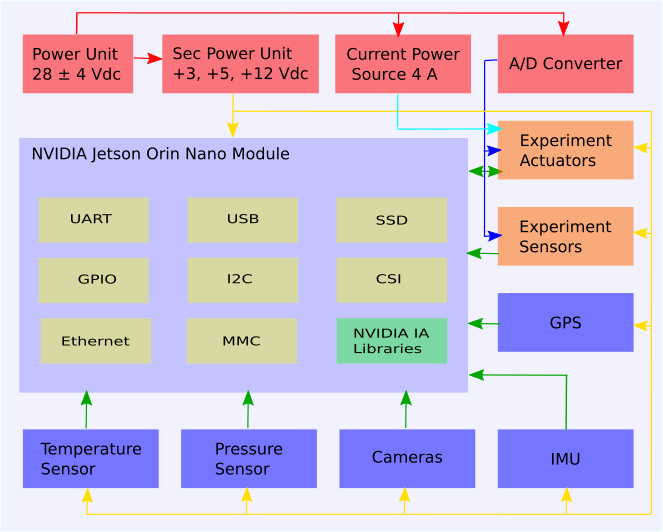 Power Unit
28 ± 4 Vdc
Sec Power Unit
+3, +5, +12 Vdc
Current Power
Source 4 A
A/D Converter
NVIDIA Jetson Orin Nano Module
Experiment
Actuators
UART
USB
SSD
Experiment
Sensors
GPIO
I2C
CSI
GPS
Ethernet
MMC
NVIDIA IA
Libraries
Temperature
Sensor
Pressure
Sensor
Cameras
IMU